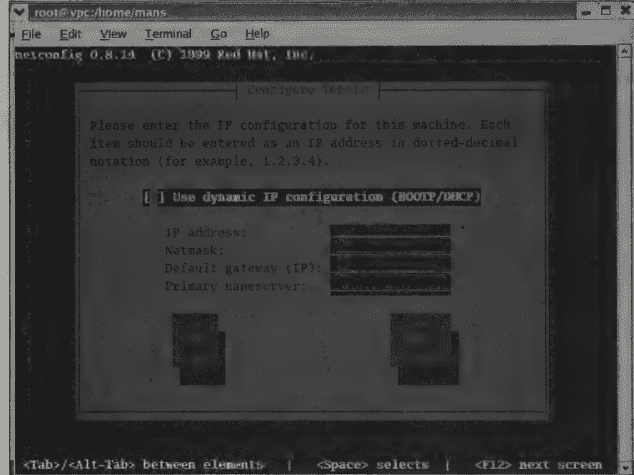 root@vpc:/home/mans
File Edit View Terminal Go Help
netconfig 0.8.14 (C) 1999 Red Hat, Inc.
Configure TCP/IP
Please enter the IP configuration for this machine. Each
item should be entered as an IP address in dotted-decimal
notation (for example, 1.2.3.4).
[ ] Use dynamic IP configuration (BOOTP/DHCP)
IP address:
Netmask:
Default gateway (IP):
Primary nameserver:
<Tab>/<Alt-Tab> between elements | <Space> selects | <F12> next screen